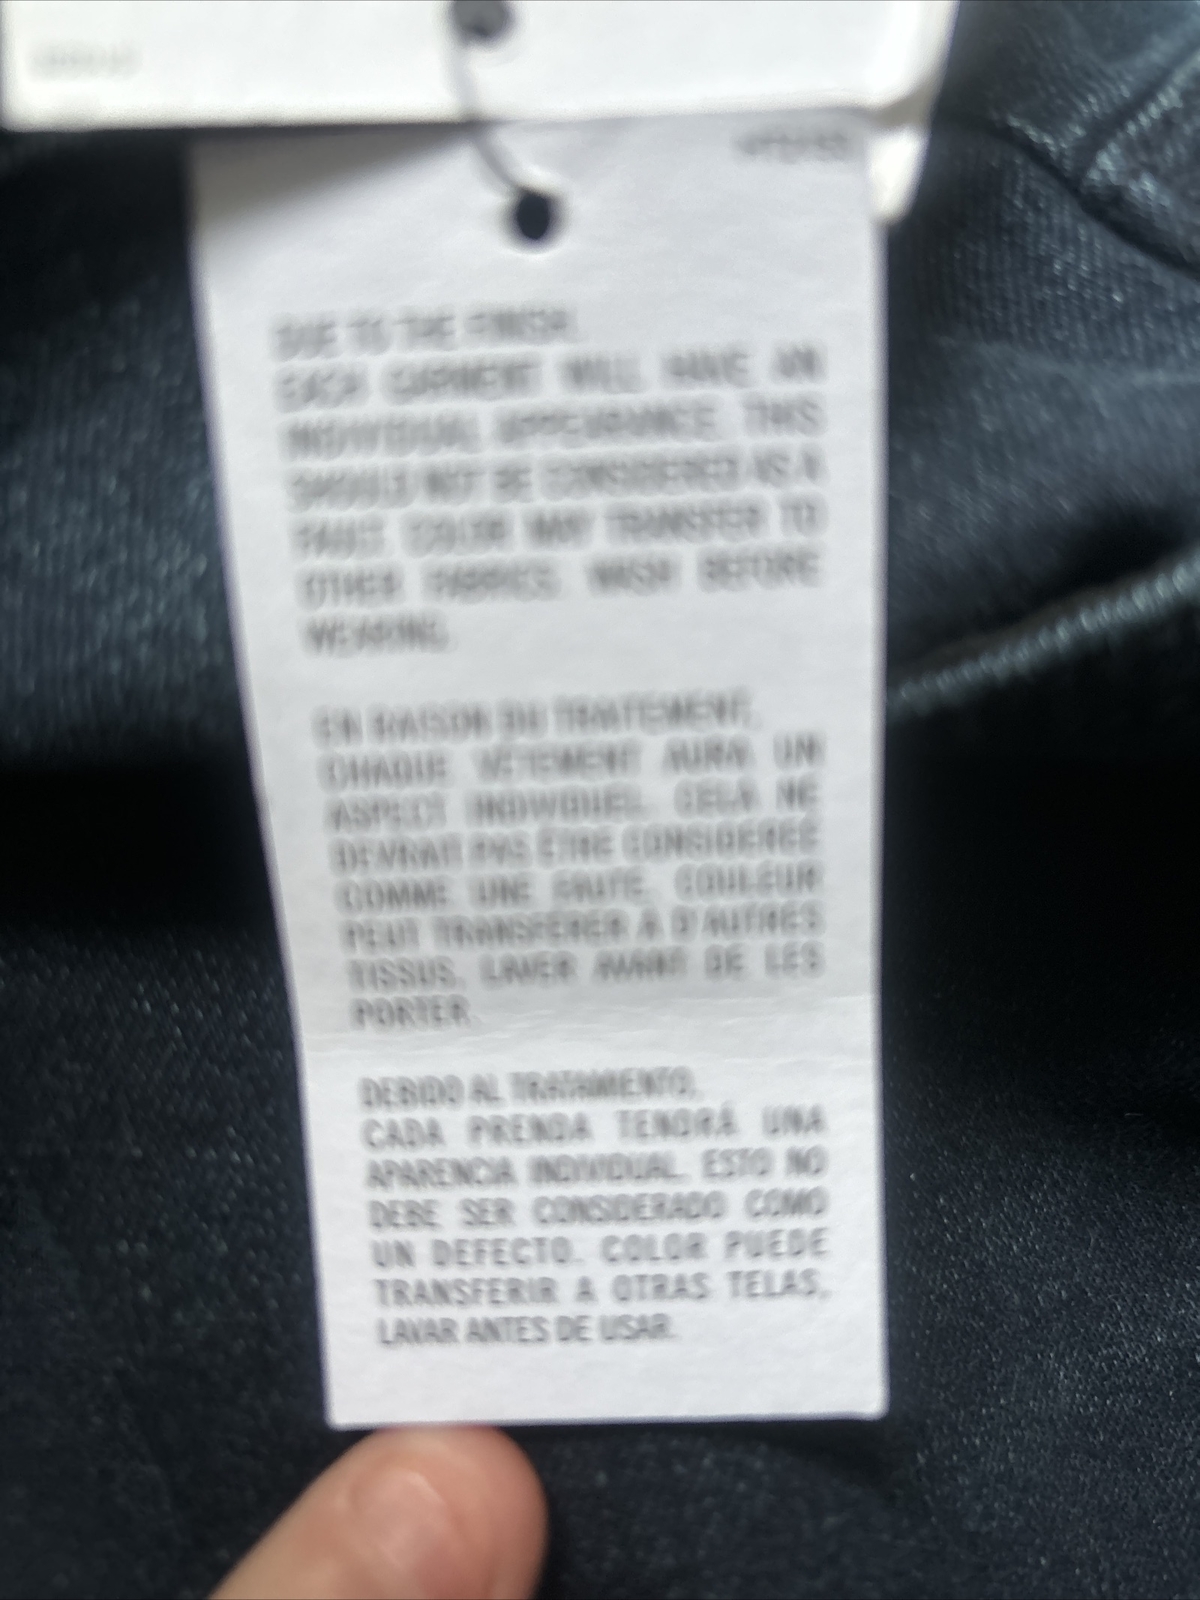 DUE TO THE FINISH,
EACH GARMENT WILL HAVE AN
INDIVIDUAL APPEARANCE. THIS
SHOULD NOT BE CONSIDERED AS A
FAULT. COLOR MAY TRANSFER TO
OTHER FABRICS. WASH BEFORE
WEARING.
EN RAISON DU TRAITEMENT,
CHAQUE VÊTEMENT AURA UN
ASPECT INDIVIDUEL. CELA NE
DEVRAIT PAS ÊTRE CONSIDÉRÉE
COMME UNE FAUTE. COULEUR
PEUT TRANSFÉRER À D'AUTRES
TISSUS, LAVER AVANT DE LES
PORTER.
DEBIDO AL TRATAMIENTO,
CADA PRENDA TENDRÁ UNA
APARENCIA INDIVIDUAL. ESTO NO
DEBE SER CONSIDERADO COMO
UN DEFECTO. COLOR PUEDE
TRANSFERIR A OTRAS TELAS,
LAVAR ANTES DE USAR.